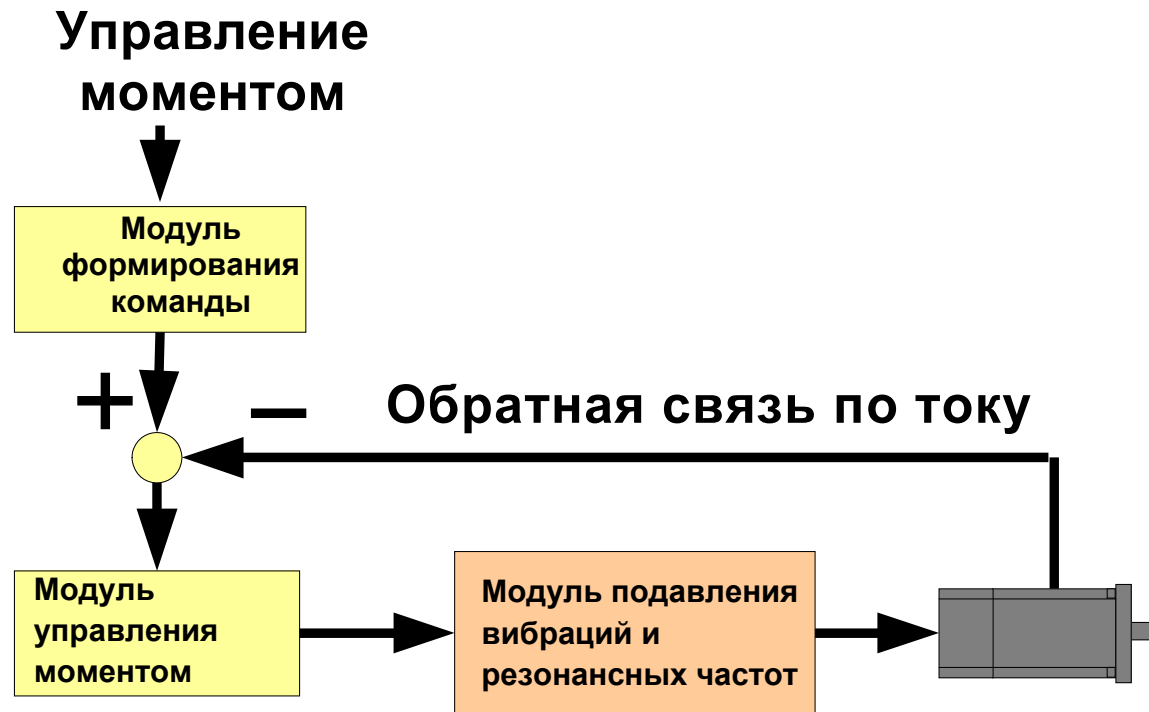 Управление
моментом
Модуль
формирования
команды
+
–
Обратная связь по току
Модуль
управления
моментом
Модуль подавления
вибраций и
резонансных частот